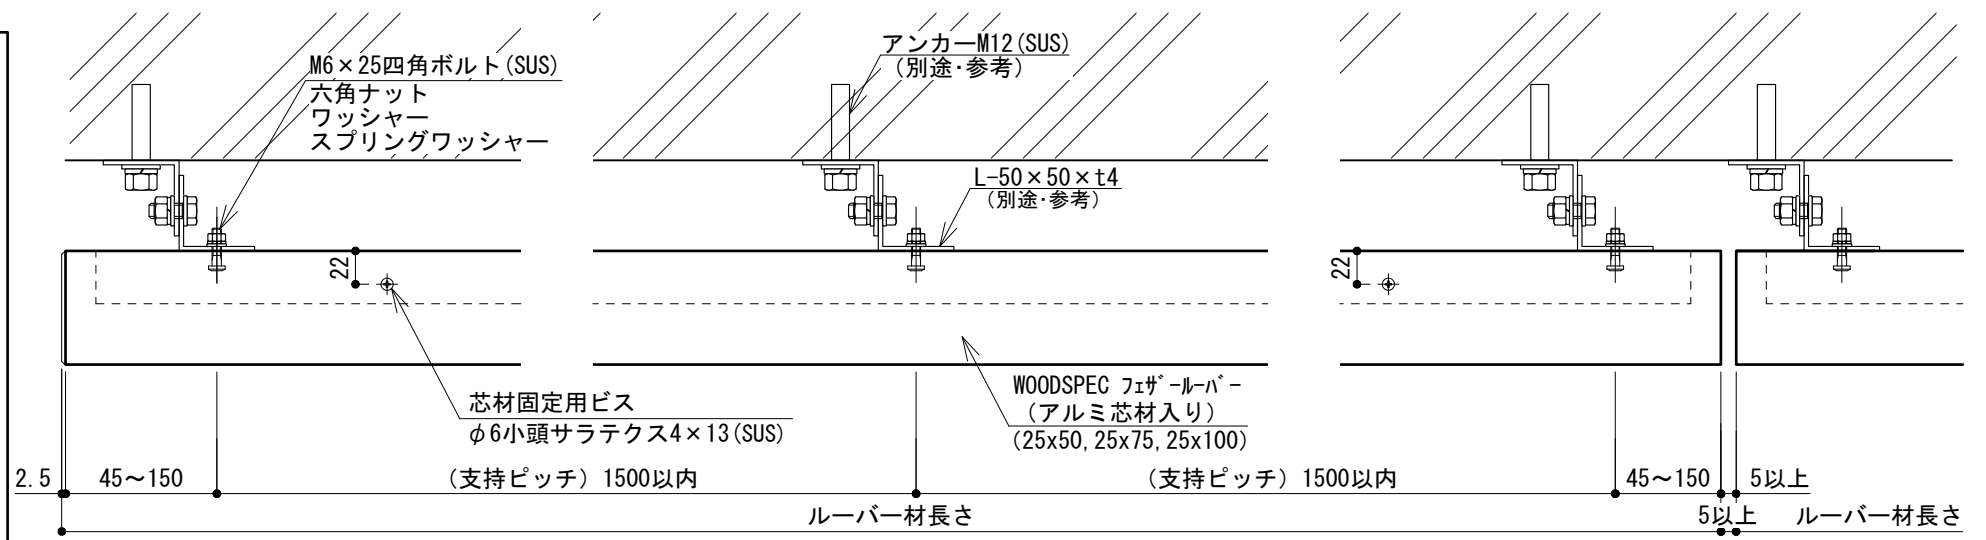 M6×25四角ボルト(SUS)
六角ナット
ワッシャー
スプリングワッシャー
アンカーM12(SUS)
(別途･参考)
L-50×50×t4
(別途･参考)
22
22
芯材固定用ビス
φ6小頭サラテクス4×13(SUS)
WOODSPEC ﾌｪｻﾞｰﾙｰﾊﾞｰ
(アルミ芯材入り)
(25x50,25x75,25x100)
2.5 45～150 (支持ピッチ) 1500以内 (支持ピッチ) 1500以内 45～150 5以上
ルーバー材長さ 5以上 ルーバー材長さ